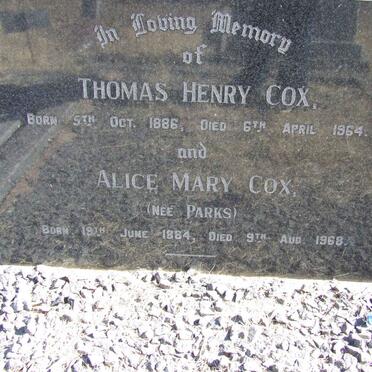 In Loving Memory
of
THOMAS HENRY COX.
BORN 5TH OCT. 1886, DIED 6TH APRIL 1964.
and
ALICE MARY COX.
(NEE PARKS)
BORN 19TH JUNE 1884, DIED 9TH AUG. 1968.